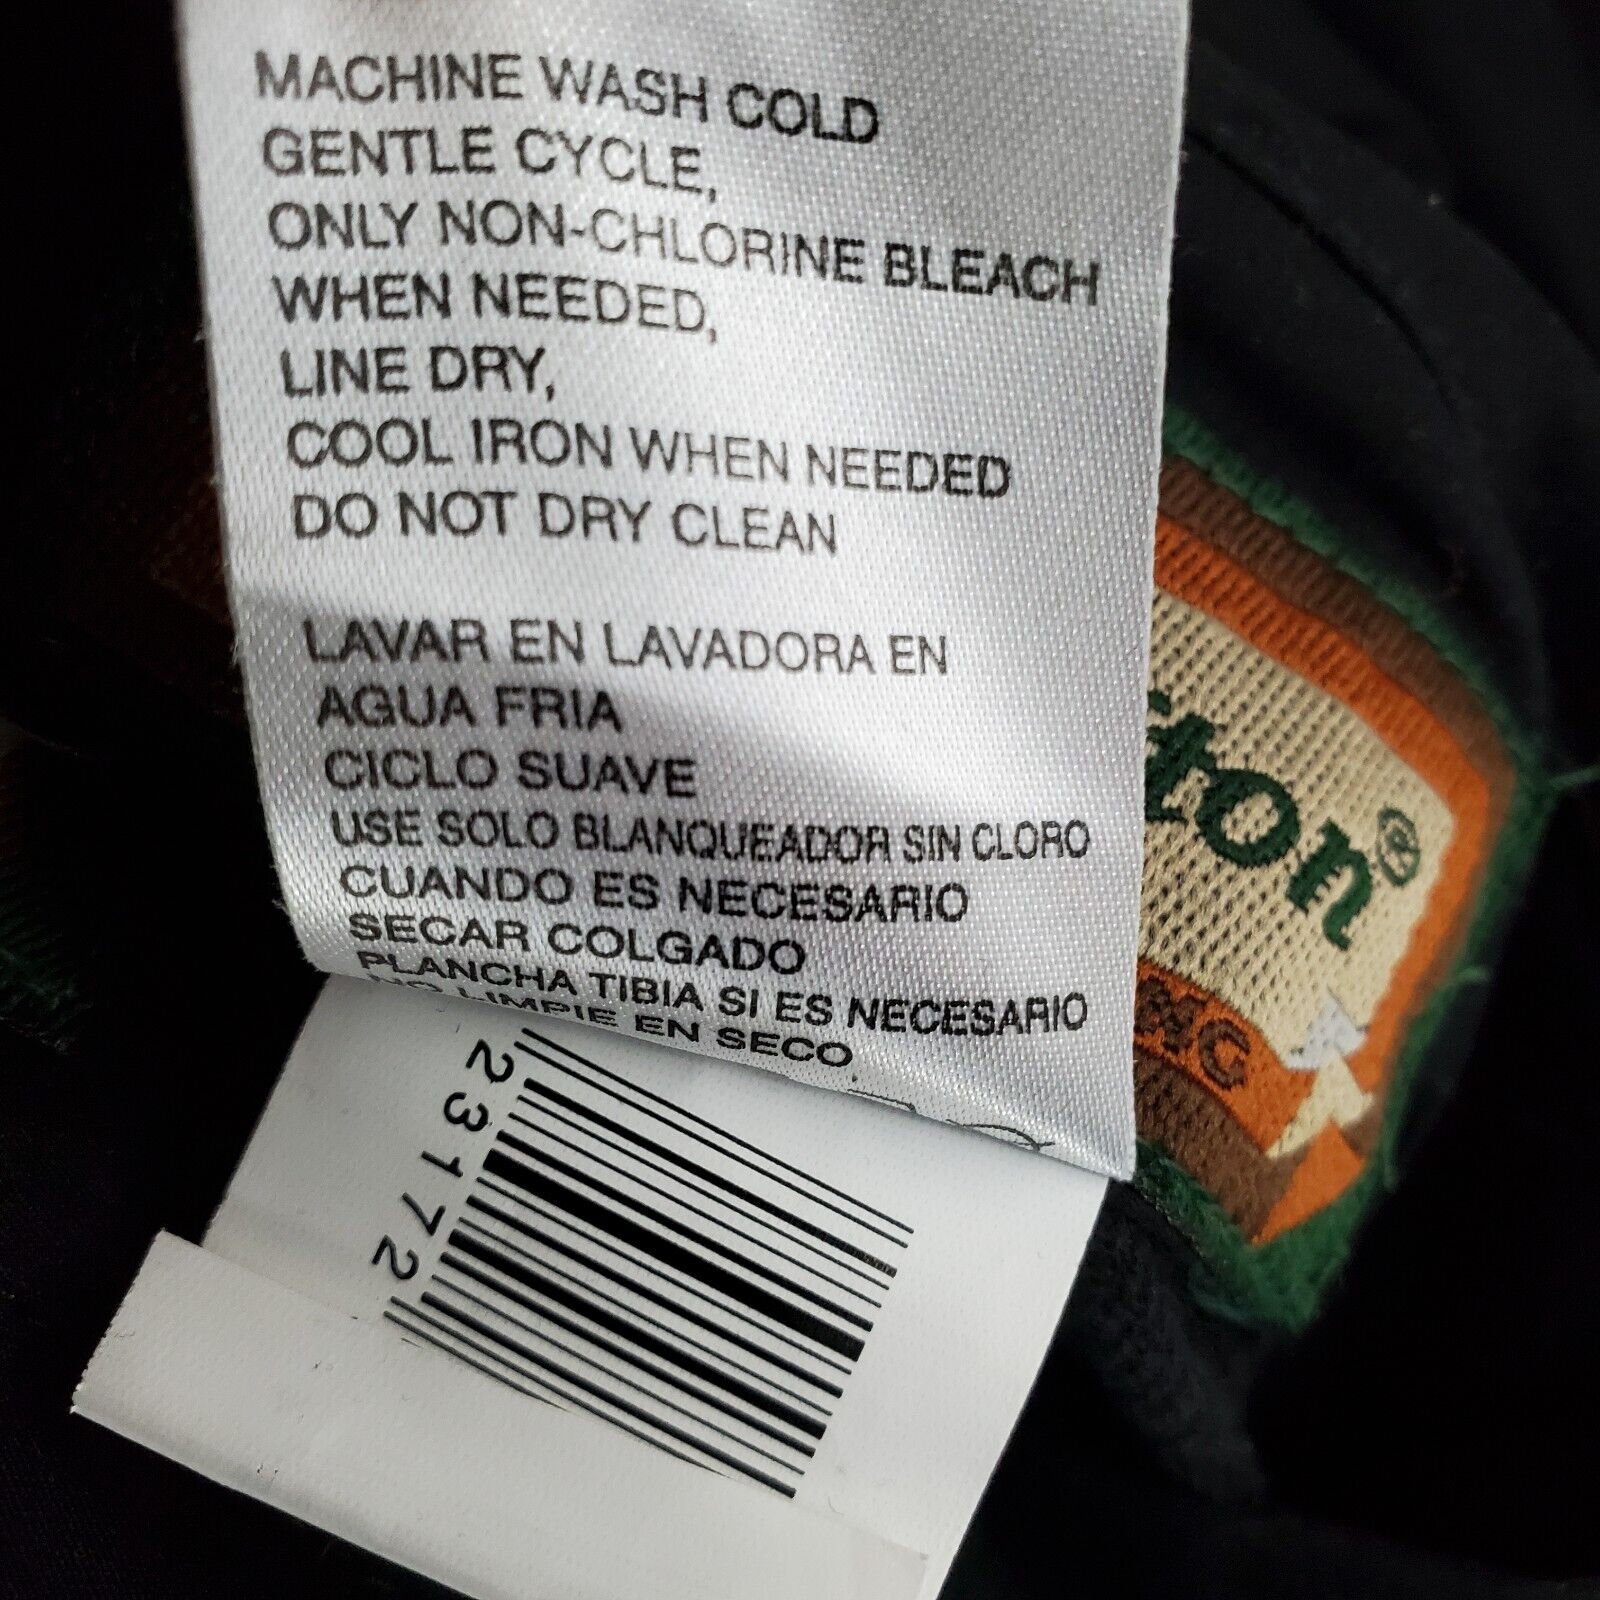 MACHINE WASH COLD
GENTLE CYCLE,
ONLY NON-CHLORINE BLEACH
WHEN NEEDED,
LINE DRY,
COOL IRON WHEN NEEDED
DO NOT DRY CLEAN
LAVAR EN LAVADORA EN
AGUA FRIA
CICLO SUAVE
USE SOLO BLANQUEADOR SIN CLORO
CUANDO ES NECESARIO
SECAR COLGADO
PLANCHA TIBIA SI ES NECESARIO
NO LIMPIE EN SECO
23172
ton®